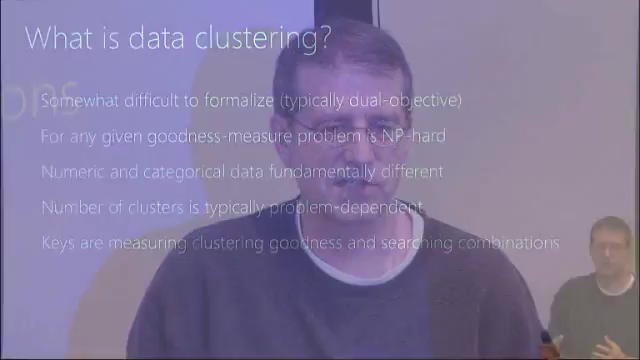 What is data clustering?
ons
Somewhat difficult to formalize (typically dual-objective)
For any given goodness-measure problem is NP-hard
Numeric and categorical data fundamentally different
Number of clusters is typically problem-dependent
Keys are measuring clustering goodness and searching combinations